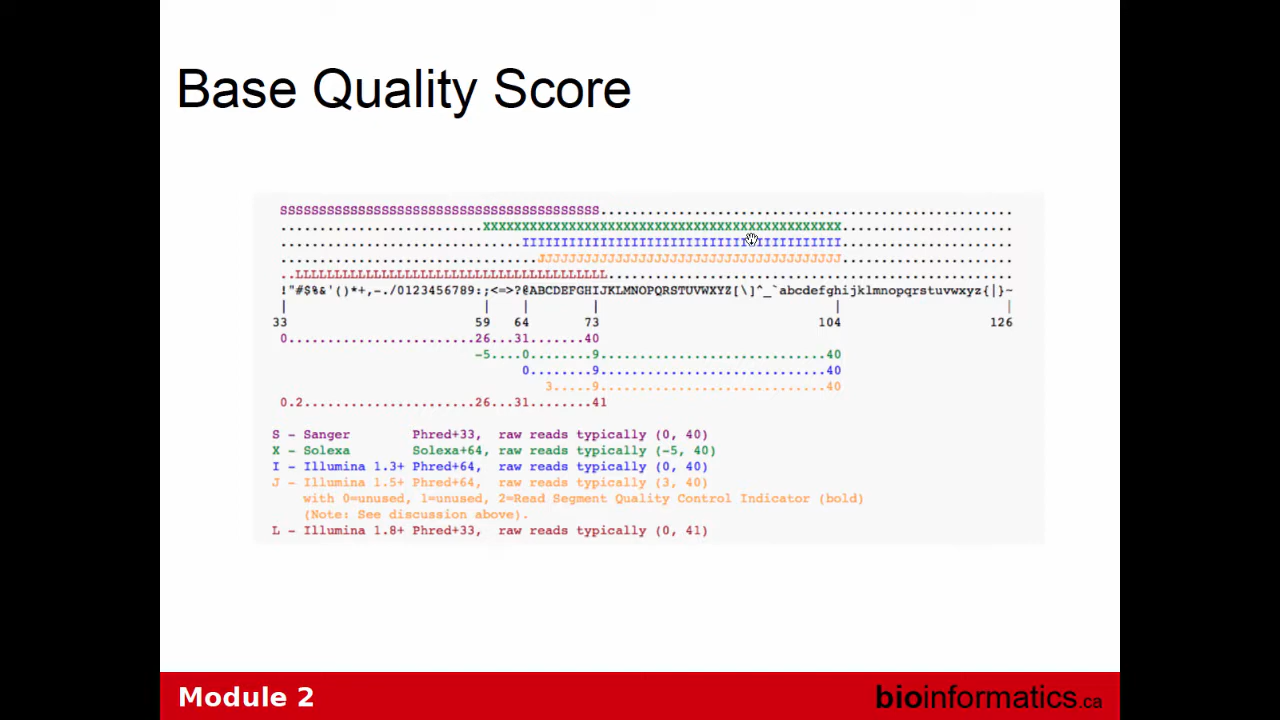 Base Quality Score
SSSSSSSSSSSSSSSSSSSSSSSSSSSSSSSSSSSSSSSSS.....................................................
..........................XXXXXXXXXXXXXXXXXXXXXXXXXXXXXXXXXXXXXXXXXXXXXX......................
...............................IIIIIIIIIIIIIIIIIIIIIIIIIIIIIIIIIIIIIIIII......................
.................................JJJJJJJJJJJJJJJJJJJJJJJJJJJJJJJJJJJJJJJ......................
..LLLLLLLLLLLLLLLLLLLLLLLLLLLLLLLLLLLLLLLL....................................................
!"#$%&'()*+,-./0123456789:;<=>?@ABCDEFGHIJKLMNOPQRSTUVWXYZ[\]^_`abcdefghijklmnopqrstuvwxyz{|}~
| | | | | |
33 59 64 73 104 126
0........................26...31.......40
-5....0........9.............................40
0........9.............................40
3.....9.............................40
0.2......................26...31........41
S - Sanger Phred+33, raw reads typically (0, 40)
X - Solexa Solexa+64, raw reads typically (-5, 40)
I - Illumina 1.3+ Phred+64, raw reads typically (0, 40)
J - Illumina 1.5+ Phred+64, raw reads typically (3, 40)
with 0=unused, 1=unused, 2=Read Segment Quality Control Indicator (bold)
(Note: See discussion above).
L - Illumina 1.8+ Phred+33, raw reads typically (0, 41)
Module 2
bioinformatics.ca